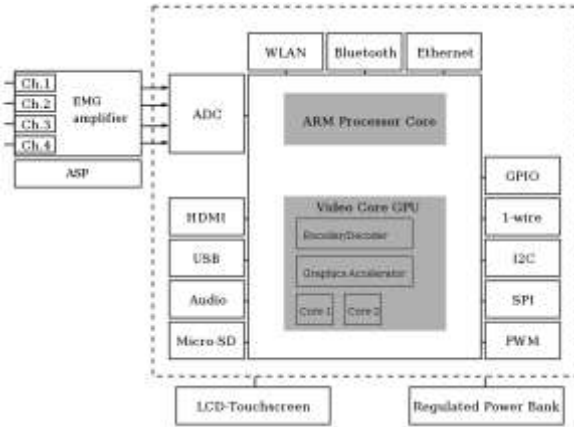 WLAN
Bluetooth
Ethernet
Ch.1
Ch.2
Ch.3
Ch.4
EMG
amplifier
ASP
ADC
ARM Processor Core
Video Core GPU
Encoder/Decoder
Graphics Accelerator
Core 1
Core 2
HDMI
USB
Audio
Micro-SD
GPIO
1-wire
I2C
SPI
PWM
LCD-Touchscreen
Regulated Power Bank